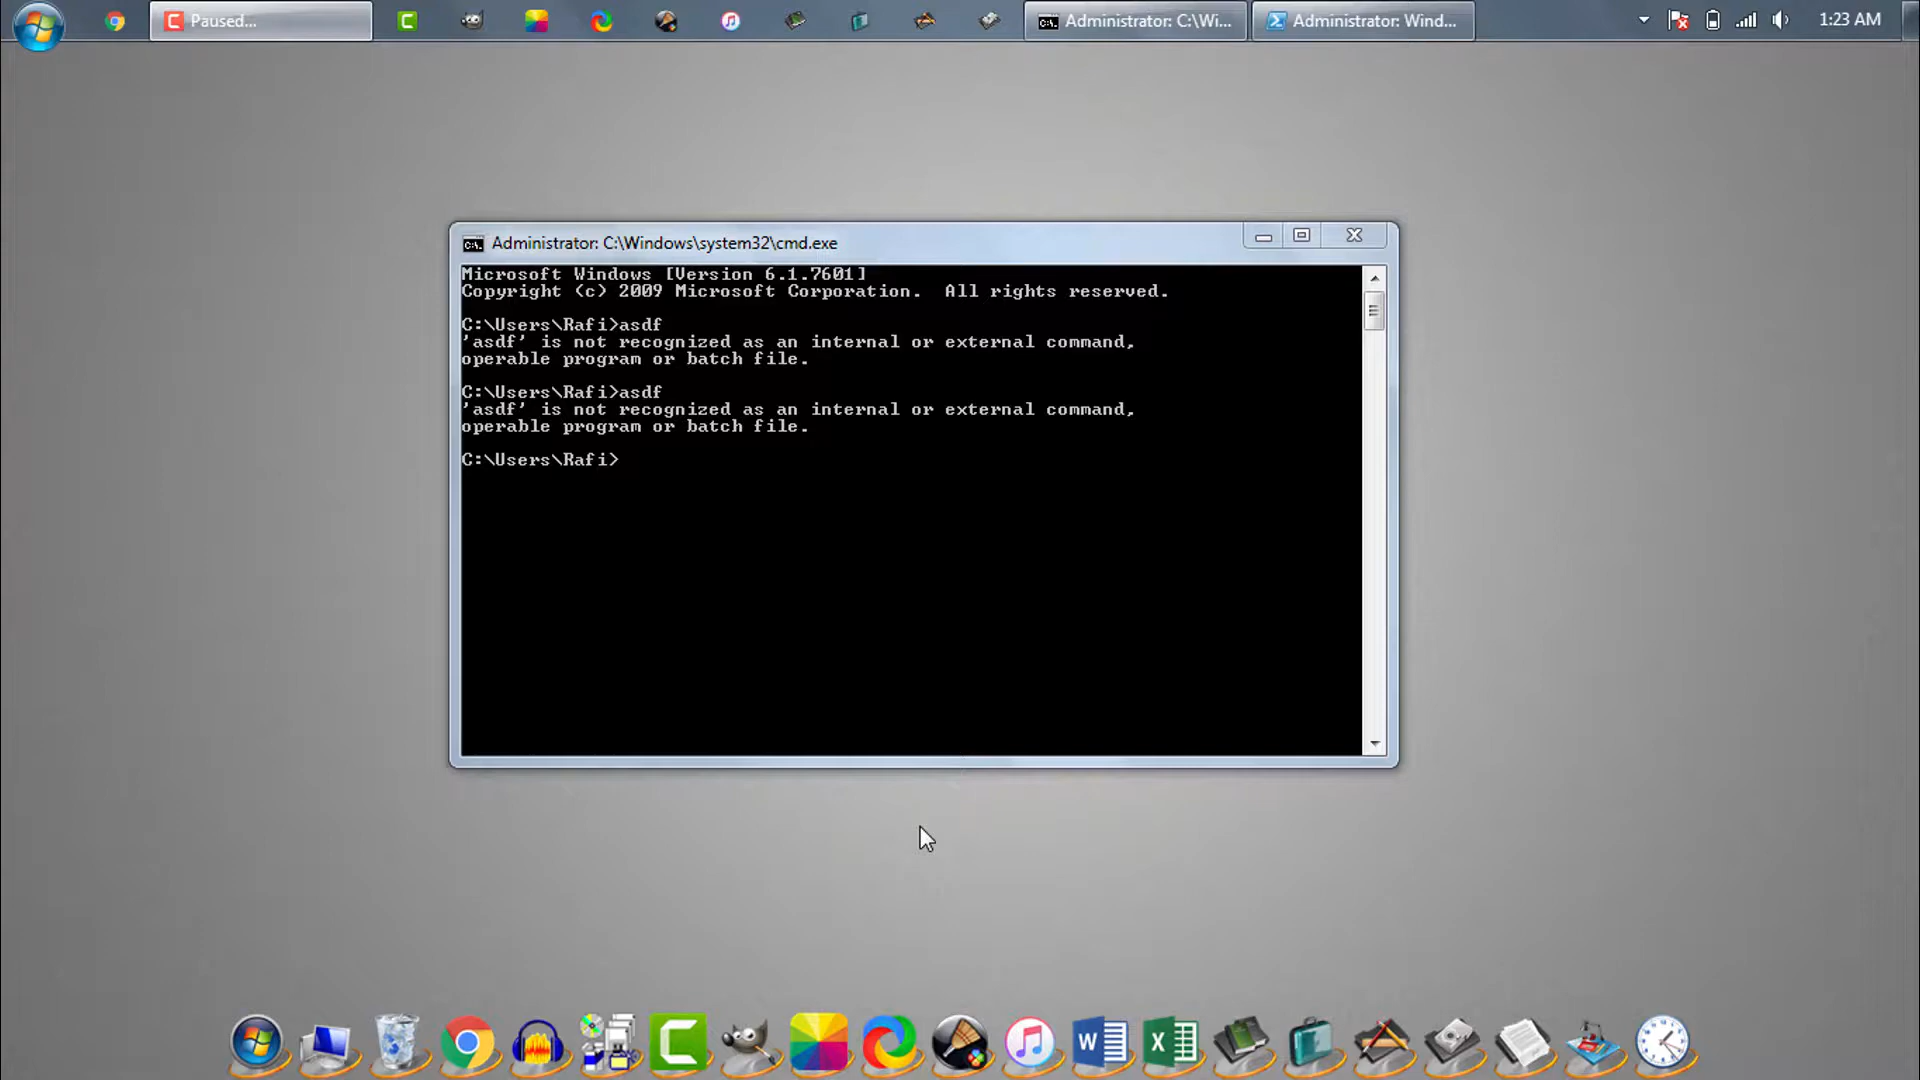 Paused...
Administrator: C:\Wi...
Administrator: Wind...
1:23 AM
Administrator: C:\Windows\system32\cmd.exe
Microsoft Windows [Version 6.1.7601]
Copyright (c) 2009 Microsoft Corporation.  All rights reserved.
C:\Users\Rafi>asdf
'asdf' is not recognized as an internal or external command,
operable program or batch file.
C:\Users\Rafi>asdf
'asdf' is not recognized as an internal or external command,
operable program or batch file.
C:\Users\Rafi>